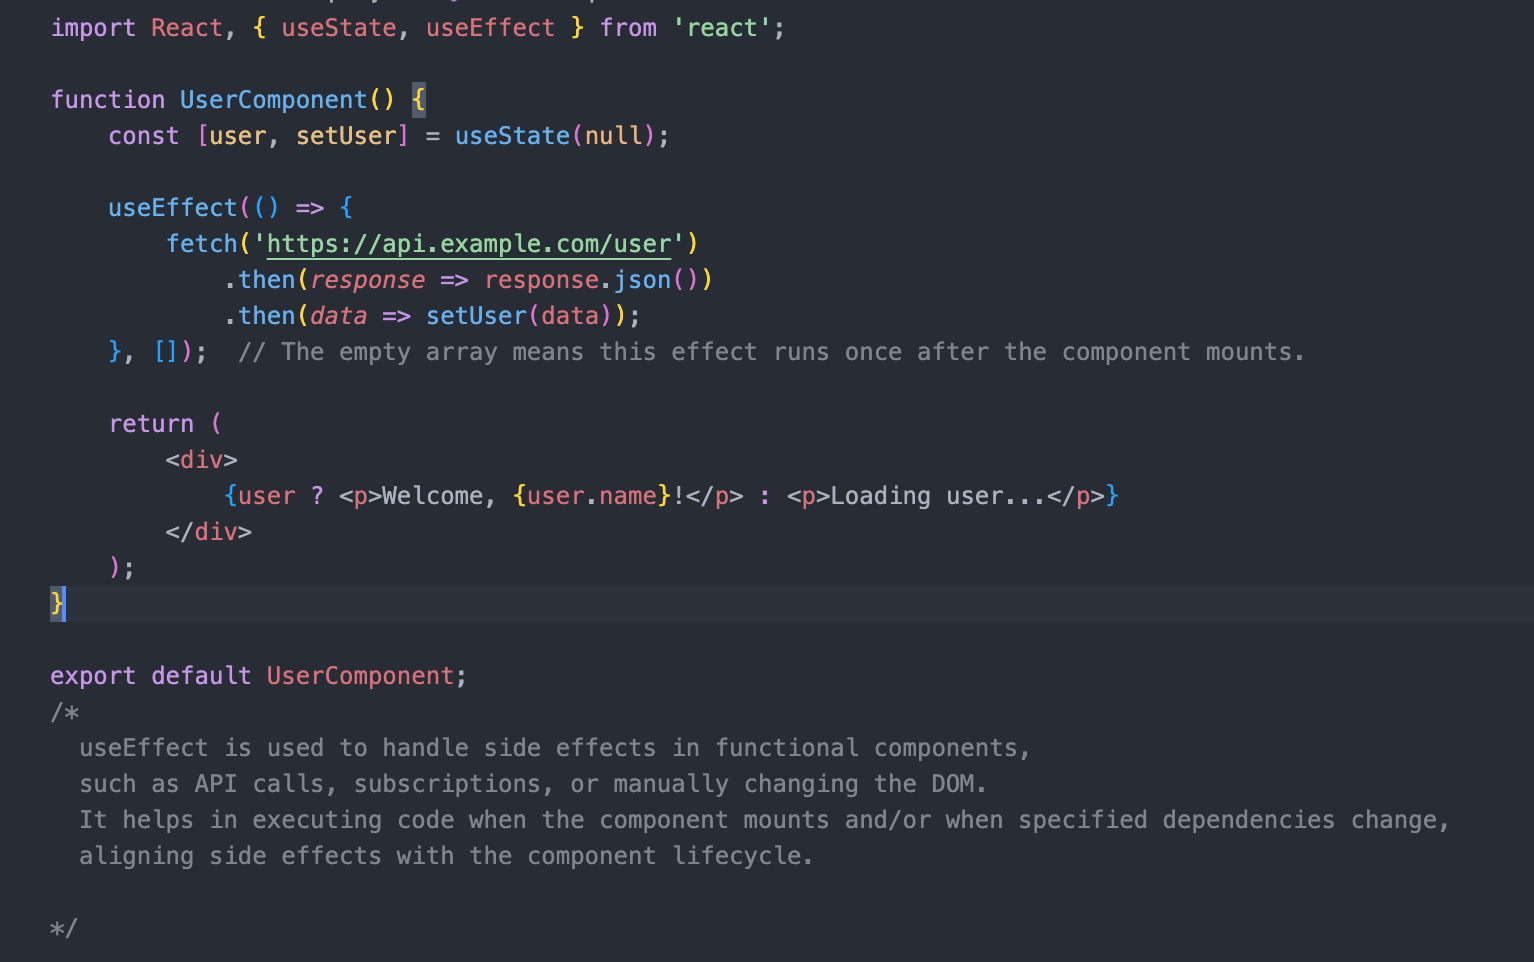 import React, { useState, useEffect } from 'react';
function UserComponent() {
const [user, setUser] = useState(null);
useEffect(() => {
fetch('https://api.example.com/user')
.then(response => response.json())
.then(data => setUser(data));
}, []);  // The empty array means this effect runs once after the component mounts.
return (
<div>
{user ? <p>Welcome, {user.name}!</p> : <p>Loading user...</p>}
</div>
);
}
export default UserComponent;
/*
useEffect is used to handle side effects in functional components,
such as API calls, subscriptions, or manually changing the DOM.
It helps in executing code when the component mounts and/or when specified dependencies change,
aligning side effects with the component lifecycle.
*/